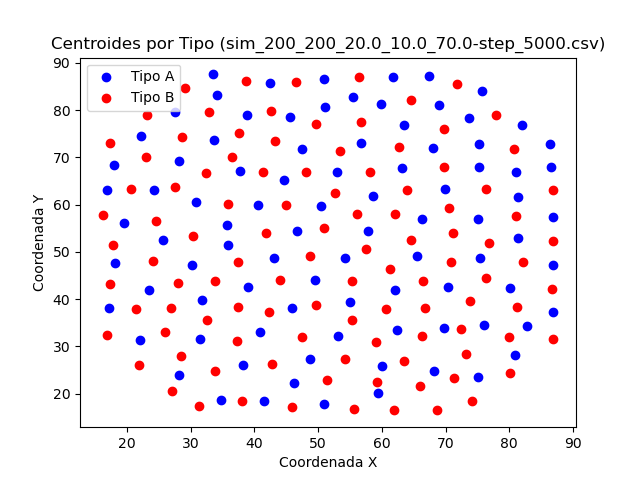 Centroides por Tipo (sim_200_200_20.0_10.0_70.0-step_5000.csv)
Tipo A
Tipo B
90
80
70
60
50
40
30
20
Coordenada Y
20 30 40 50 60 70 80 90
Coordenada X